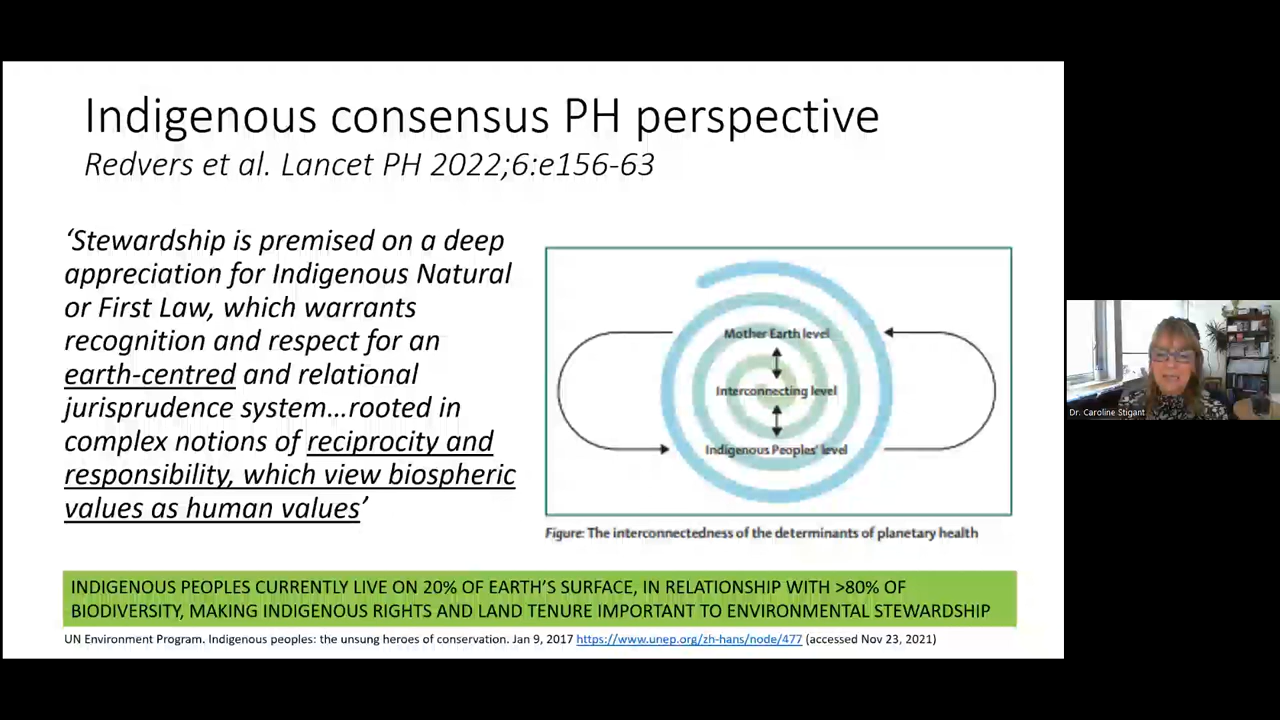 Indigenous consensus PH perspective
Redvers et al. Lancet PH 2022;6:e156-63
‘Stewardship is premised on a deep
appreciation for Indigenous Natural
or First Law, which warrants
recognition and respect for an
earth-centred and relational
jurisprudence system…rooted in
complex notions of reciprocity and
responsibility, which view biospheric
values as human values’
Mother Earth level
Interconnecting level
Indigenous Peoples' level
Figure: The interconnectedness of the determinants of planetary health
INDIGENOUS PEOPLES CURRENTLY LIVE ON 20% OF EARTH’S SURFACE, IN RELATIONSHIP WITH >80% OF
BIODIVERSITY, MAKING INDIGENOUS RIGHTS AND LAND TENURE IMPORTANT TO ENVIRONMENTAL STEWARDSHIP
UN Environment Program. Indigenous peoples: the unsung heroes of conservation. Jan 9, 2017 https://www.unep.org/zh-hans/node/477 (accessed Nov 23, 2021)
Dr. Caroline Stigant